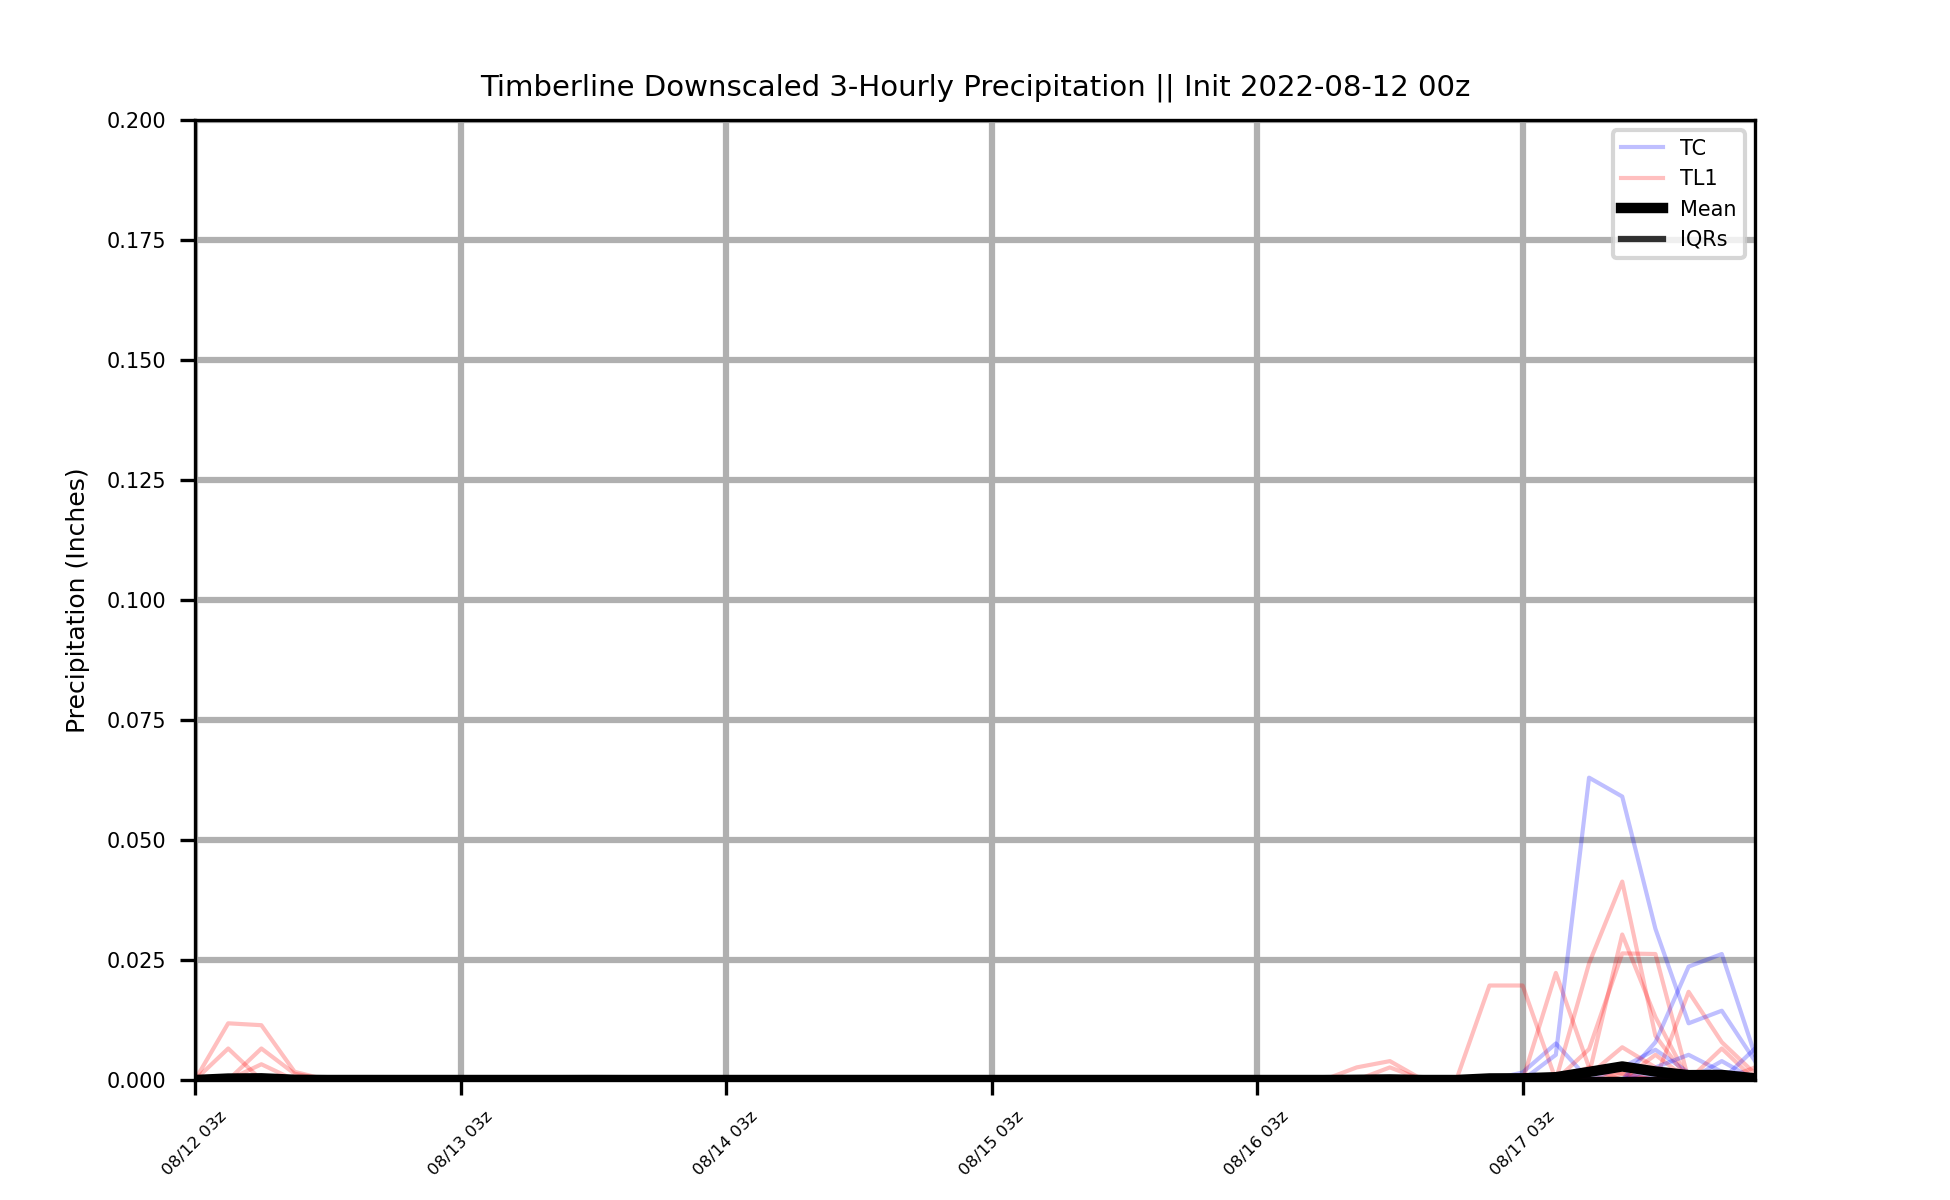 Timberline Downscaled 3-Hourly Precipitation || Init 2022-08-12 00z
TC
TL1
Mean
IQRs
Precipitation (Inches)
0.200
0.175
0.150
0.125
0.100
0.075
0.050
0.025
0.000
08/12 03z
08/13 03z
08/14 03z
08/15 03z
08/16 03z
08/17 03z